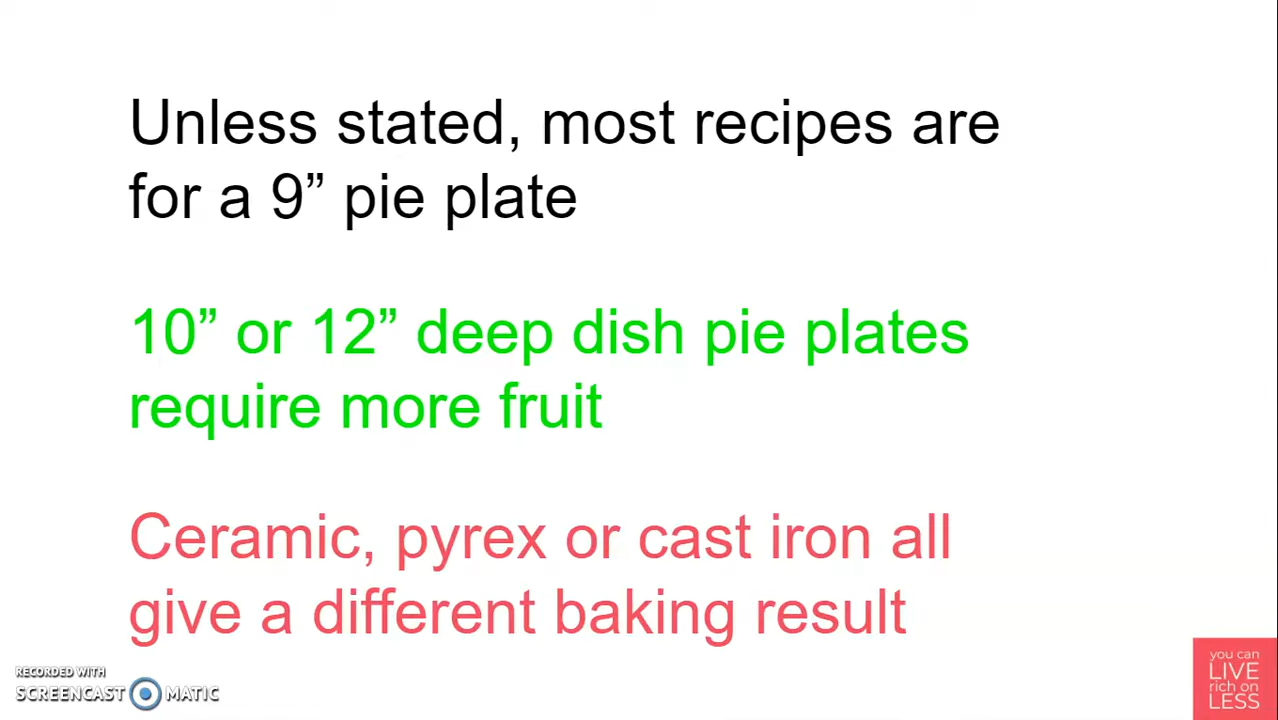 Unless stated, most recipes are
for a 9” pie plate
10” or 12” deep dish pie plates
require more fruit
Ceramic, pyrex or cast iron all
give a different baking result
RECORDED WITH
SCREENCAST MATIC
you can
LIVE
rich on
LESS